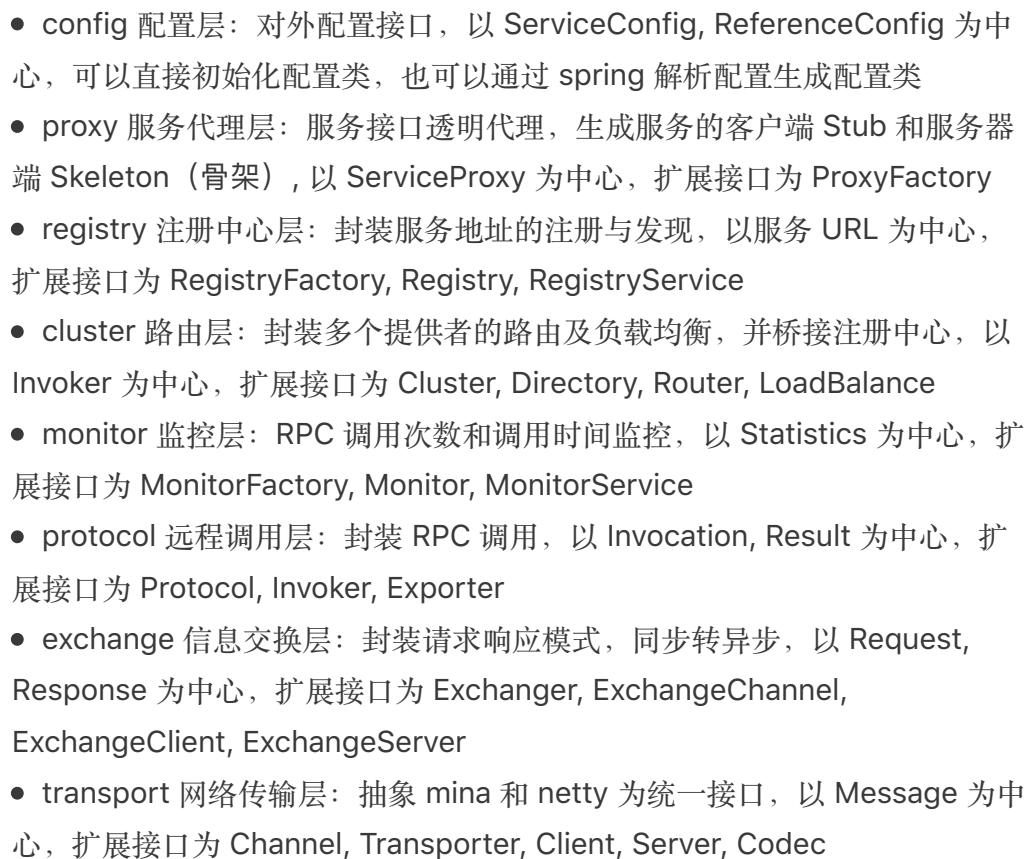 ● config 配置层：对外配置接口，以 ServiceConfig, ReferenceConfig 为中
心，可以直接初始化配置类，也可以通过 spring 解析配置生成配置类
● proxy 服务代理层：服务接口透明代理，生成服务的客户端 Stub 和服务器
端 Skeleton（骨架）, 以 ServiceProxy 为中心，扩展接口为 ProxyFactory
● registry 注册中心层：封装服务地址的注册与发现，以服务 URL 为中心，
扩展接口为 RegistryFactory, Registry, RegistryService
● cluster 路由层：封装多个提供者的路由及负载均衡，并桥接注册中心，以
Invoker 为中心，扩展接口为 Cluster, Directory, Router, LoadBalance
● monitor 监控层：RPC 调用次数和调用时间监控，以 Statistics 为中心，扩
展接口为 MonitorFactory, Monitor, MonitorService
● protocol 远程调用层：封装 RPC 调用，以 Invocation, Result 为中心，扩
展接口为 Protocol, Invoker, Exporter
● exchange 信息交换层：封装请求响应模式，同步转异步，以 Request,
Response 为中心，扩展接口为 Exchanger, ExchangeChannel,
ExchangeClient, ExchangeServer
● transport 网络传输层：抽象 mina 和 netty 为统一接口，以 Message 为中
心，扩展接口为 Channel, Transporter, Client, Server, Codec